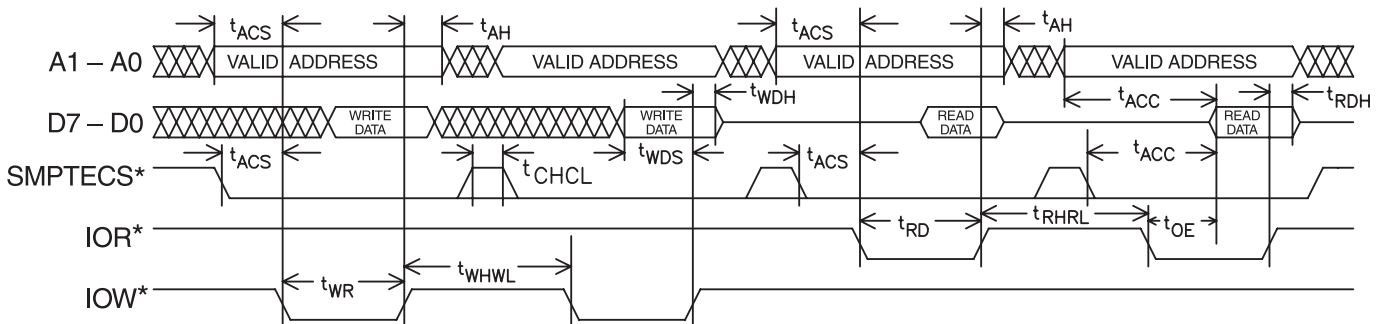 tACS tAH tACS tAH
A1 – A0 VALID ADDRESS VALID ADDRESS VALID ADDRESS VALID ADDRESS
tWDH tACC tRDH
D7 – D0 WRITE DATA WRITE DATA READ DATA READ DATA
tACS tCHCL tWDS tACS tACC
SMPTECS*
IOR* tRD tRHRL tOE
IOW* tWR tWHWL